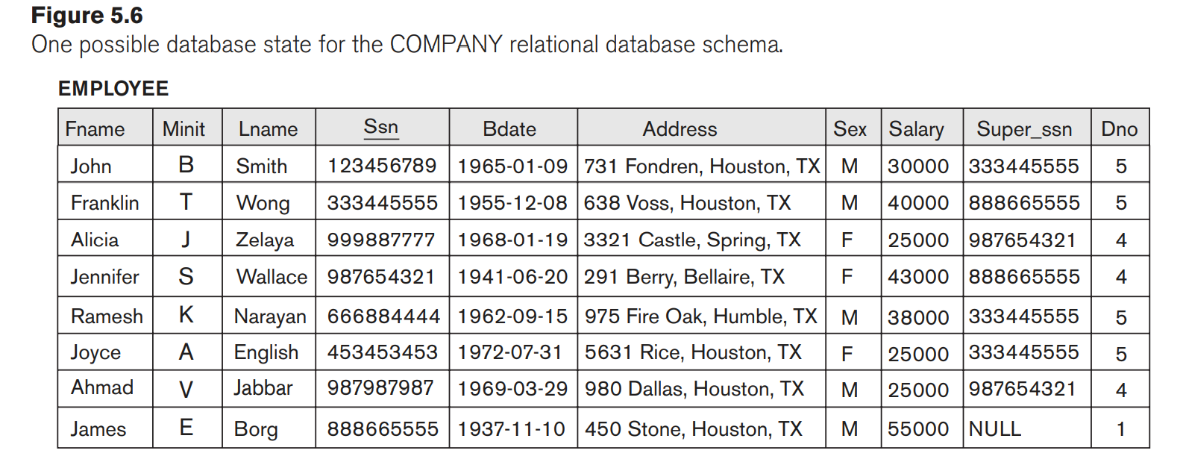 Figure 5.6
One possible database state for the COMPANY relational database schema.
EMPLOYEE
Fname Minit Lname Ssn Bdate Address Sex Salary Super_ssn Dno
John B Smith 123456789 1965-01-09 731 Fondren, Houston, TX M 30000 333445555 5
Franklin T Wong 333445555 1955-12-08 638 Voss, Houston, TX M 40000 888665555 5
Alicia J Zelaya 999887777 1968-01-19 3321 Castle, Spring, TX F 25000 987654321 4
Jennifer S Wallace 987654321 1941-06-20 291 Berry, Bellaire, TX F 43000 888665555 4
Ramesh K Narayan 666884444 1962-09-15 975 Fire Oak, Humble, TX M 38000 333445555 5
Joyce A English 453453453 1972-07-31 5631 Rice, Houston, TX F 25000 333445555 5
Ahmad V Jabbar 987987987 1969-03-29 980 Dallas, Houston, TX M 25000 987654321 4
James E Borg 888665555 1937-11-10 450 Stone, Houston, TX M 55000 NULL 1